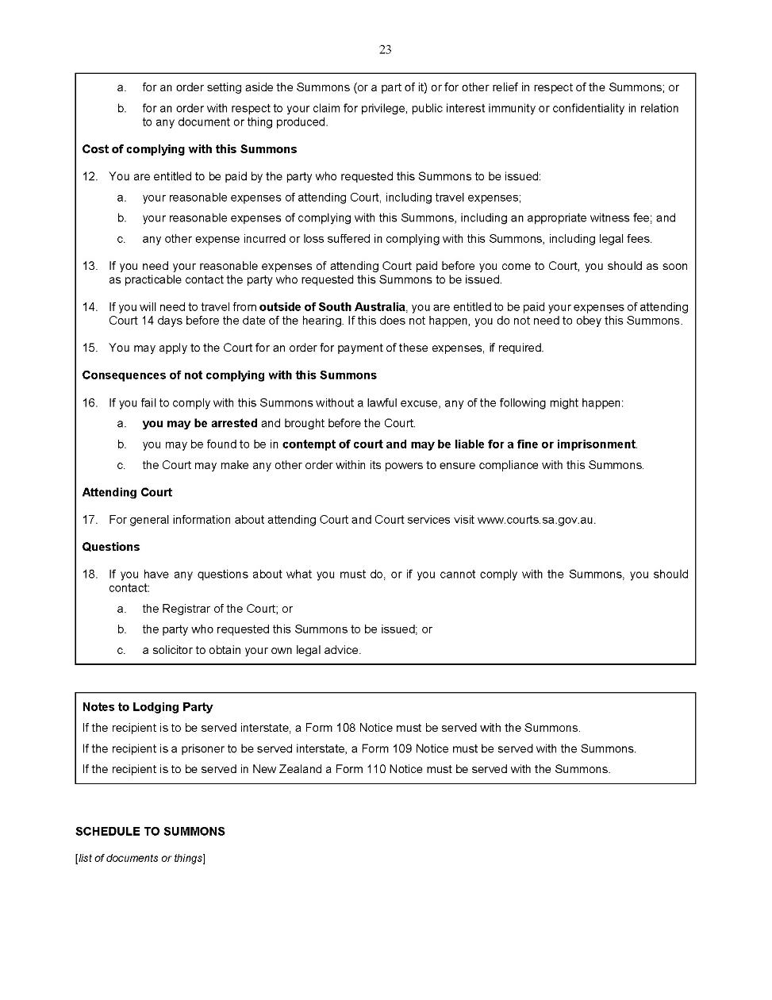 23
a. for an order setting aside the Summons (or a part of it) or for other relief in respect of the Summons; or
b. for an order with respect to your claim for privilege, public interest immunity or confidentiality in relation
to any document or thing produced.
Cost of complying with this Summons
12. You are entitled to be paid by the party who requested this Summons to be issued:
a. your reasonable expenses of attending Court, including travel expenses;
b. your reasonable expenses of complying with this Summons, including an appropriate witness fee; and
c. any other expense incurred or loss suffered in complying with this Summons, including legal fees.
13. If you need your reasonable expenses of attending Court paid before you come to Court, you should as soon
as practicable contact the party who requested this Summons to be issued.
14. If you will need to travel from outside of South Australia, you are entitled to be paid your expenses of attending
Court 14 days before the date of the hearing. If this does not happen, you do not need to obey this Summons.
15. You may apply to the Court for an order for payment of these expenses, if required.
Consequences of not complying with this Summons
16. If you fail to comply with this Summons without a lawful excuse, any of the following might happen:
a. you may be arrested and brought before the Court.
b. you may be found to be in contempt of court and may be liable for a fine or imprisonment.
c. the Court may make any other order within its powers to ensure compliance with this Summons.
Attending Court
17. For general information about attending Court and Court services visit www.courts.sa.gov.au.
Questions
18. If you have any questions about what you must do, or if you cannot comply with the Summons, you should
contact:
a. the Registrar of the Court; or
b. the party who requested this Summons to be issued; or
c. a solicitor to obtain your own legal advice.
Notes to Lodging Party
If the recipient is to be served interstate, a Form 108 Notice must be served with the Summons.
If the recipient is a prisoner to be served interstate, a Form 109 Notice must be served with the Summons.
If the recipient is to be served in New Zealand a Form 110 Notice must be served with the Summons.
SCHEDULE TO SUMMONS
[list of documents or things]